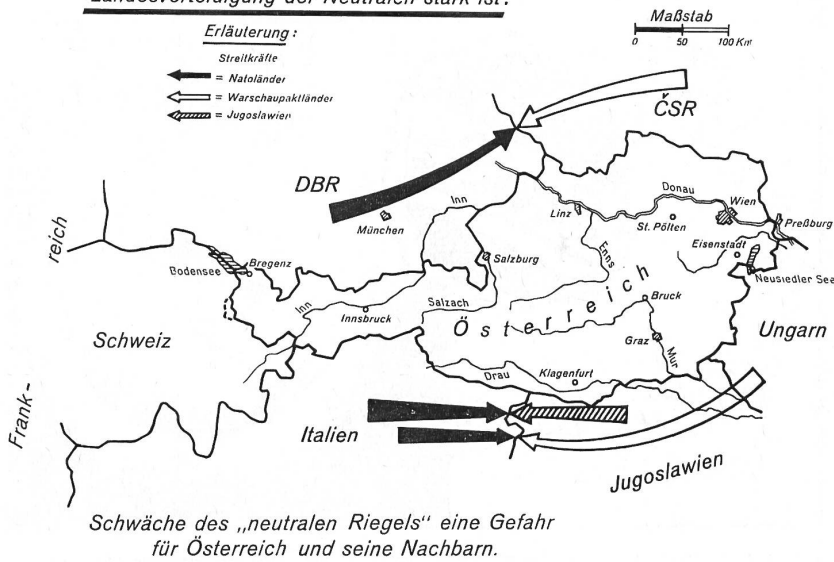 Landesverteidigung der Neutralen stark ist.
Erläuterung:
Streitkräfte
= Natoländer
= Warschaupaktländer
= Jugoslawien
Maßstab
0 50 100 Km
ČSR
DBR
München
Inn
Linz
Donau
Wien
St. Pölten
Preßburg
Eisenstadt
Neusiedler See
reich
Bodensee
Bregenz
Salzburg
Enns
Inn
Innsbruck
Salzach
Österreich
Bruck
Schweiz
Graz
Mur
Ungarn
Drau
Klagenfurt
Frank-
Italien
Jugoslawien
Schwäche des „neutralen Riegels“ eine Gefahr
für Österreich und seine Nachbarn.